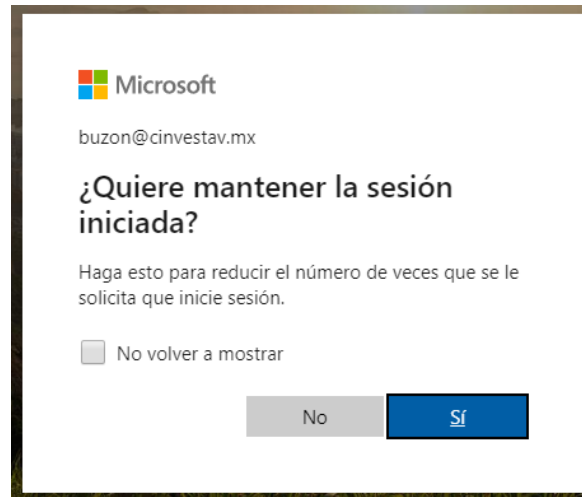 Microsoft
buzon@cinvestav.mx
¿Quiere mantener la sesión
iniciada?
Haga esto para reducir el número de veces que se le
solicita que inicie sesión.
No volver a mostrar
No
Sí